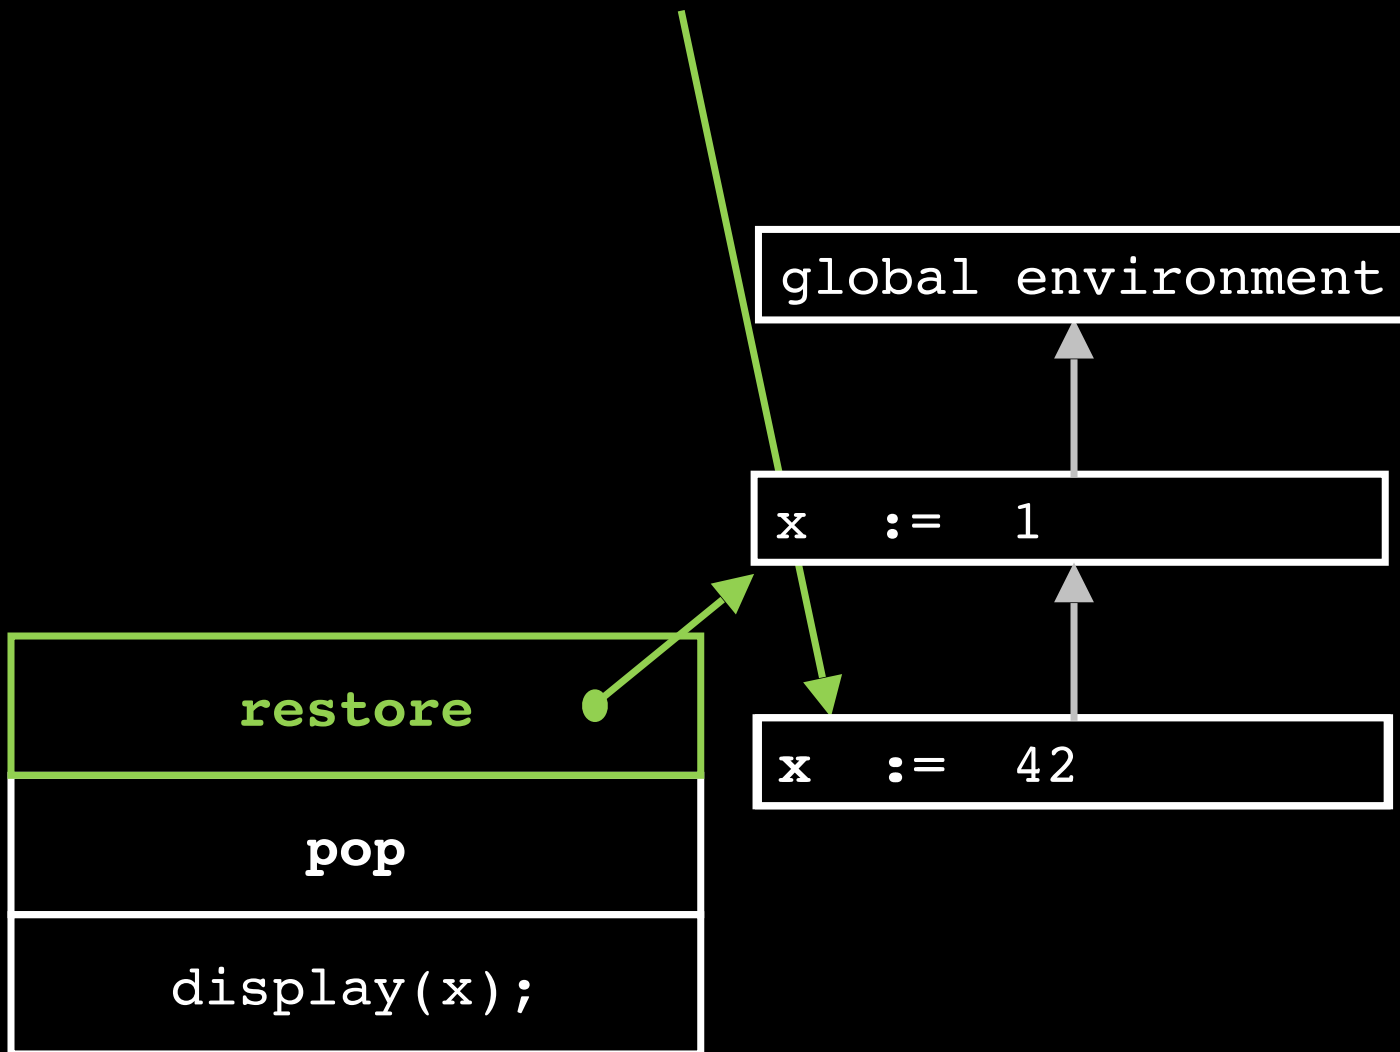 global environment
x := 1
restore
x := 42
pop
display(x);